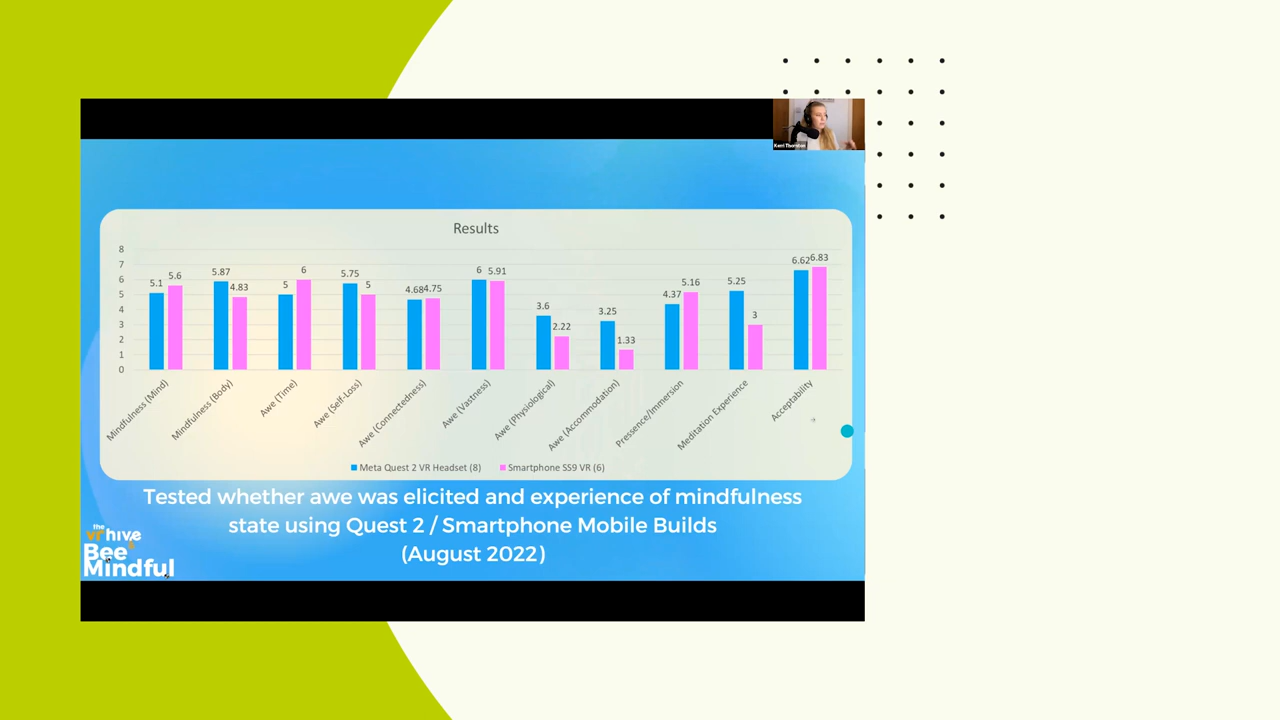 Kerri Thornton
Results
8
7
6
5
4
3
2
1
0
5.1 5.6
5.87 4.83
5 6
5.75 5
4.68 4.75
6 5.91
3.6 2.22
3.25 1.33
4.37 5.16
5.25 3
6.62 6.83
Mindfulness (Mind)
Mindfulness (Body)
Awe (Time)
Awe (Self-Loss)
Awe (Connectedness)
Awe (Vastness)
Awe (Physiological)
Awe (Accommodation)
Pressence/Immersion
Meditation Experience
Acceptability
Meta Quest 2 VR Headset (8) Smartphone SS9 VR (6)
Tested whether awe was elicited and experience of mindfulness
state using Quest 2 / Smartphone Mobile Builds
(August 2022)
the
vr hive
Bee
Mindful